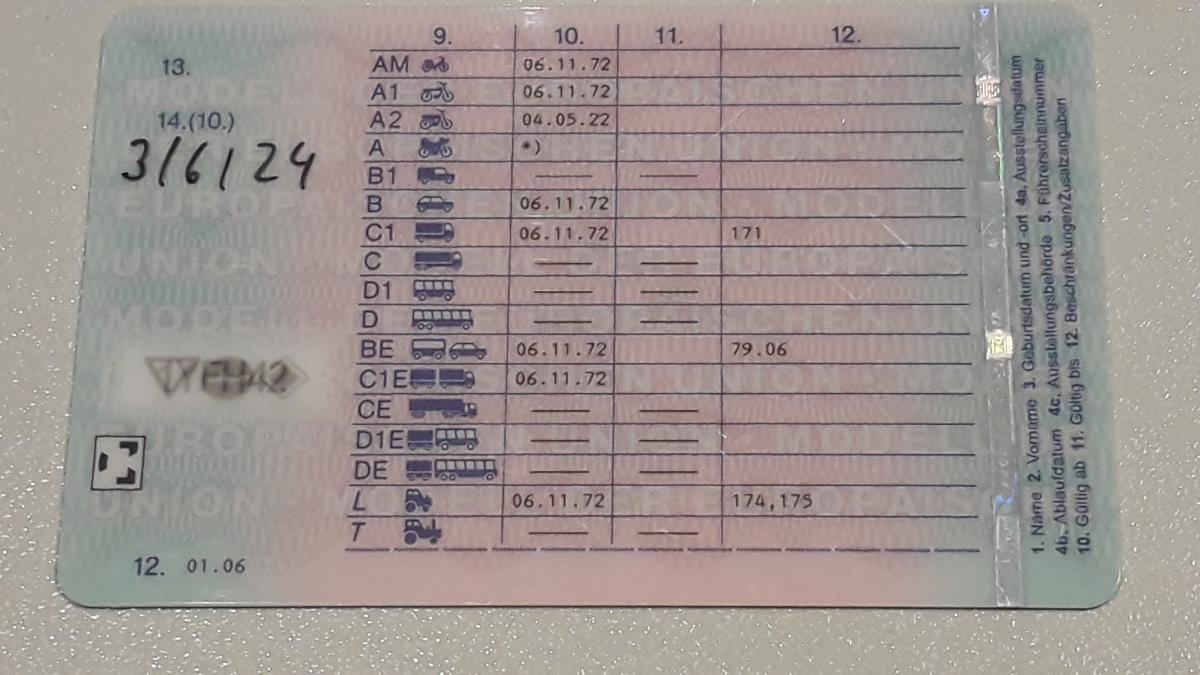 9. 10. 11. 12.
13.
AM 06.11.72
A1 06.11.72
14.(10.)
A2 04.05.22
3/6/24
A *)
B1
B 06.11.72
C1 06.11.72 171
C
D1
D
BE 06.11.72 79.06
C1E 06.11.72
CE
D1E
DE
L 06.11.72 174,175
T
12. 01.06
1. Name 2. Vorname 3. Geburtsdatum und -ort 4a. Ausstellungsdatum
4b. Ablaufdatum 4c. Ausstellungsbehörde 5. Führerscheinnummer
10. Gültig ab 11. Gültig bis 12. Beschränkungen/Zusatzangaben